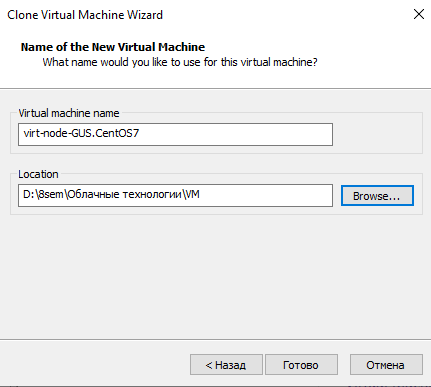 Clone Virtual Machine Wizard
Name of the New Virtual Machine
What name would you like to use for this virtual machine?
Virtual machine name
virt-node-GUS.CentOS7
Location
D:\8sem\Облачные технологии\VM
Browse...
< Назад
Готово
Отмена